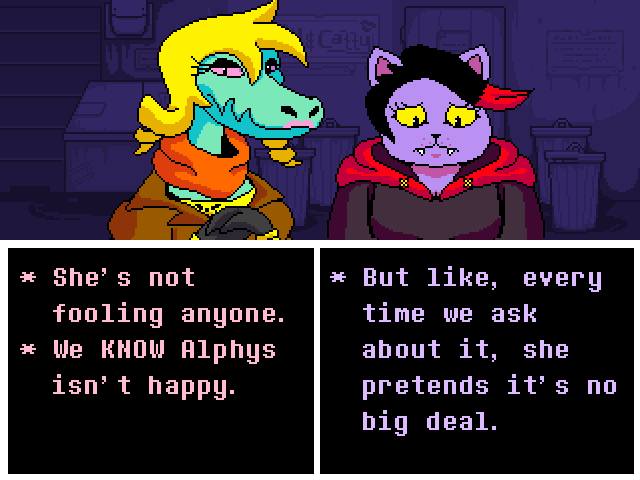 * She's not
fooling anyone.
* We KNOW Alphys
isn't happy.
* But like, every
time we ask
about it, she
pretends it's no
big deal.